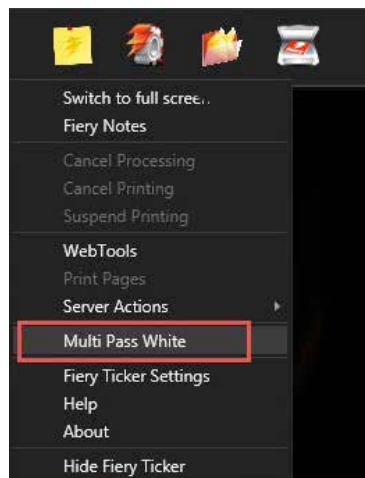 Switch to full scree...
Fiery Notes
Cancel Processing
Cancel Printing
Suspend Printing
WebTools
Print Pages
Server Actions
Multi Pass White
Fiery Ticker Settings
Help
About
Hide Fiery Ticker